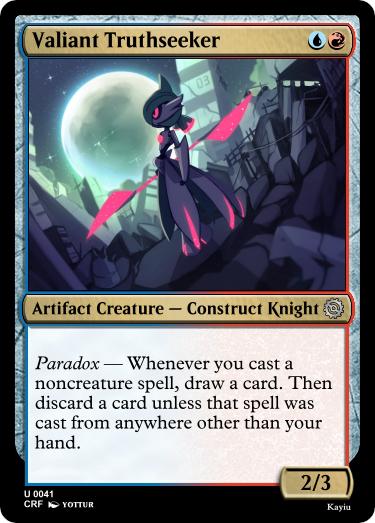 Valiant Truthseeker
03
Artifact Creature — Construct Knight
Paradox — Whenever you cast a
noncreature spell, draw a card. Then
discard a card unless that spell was
cast from anywhere other than your
hand.
2/3
U 0041
CRF YOTTUR
Kayiu